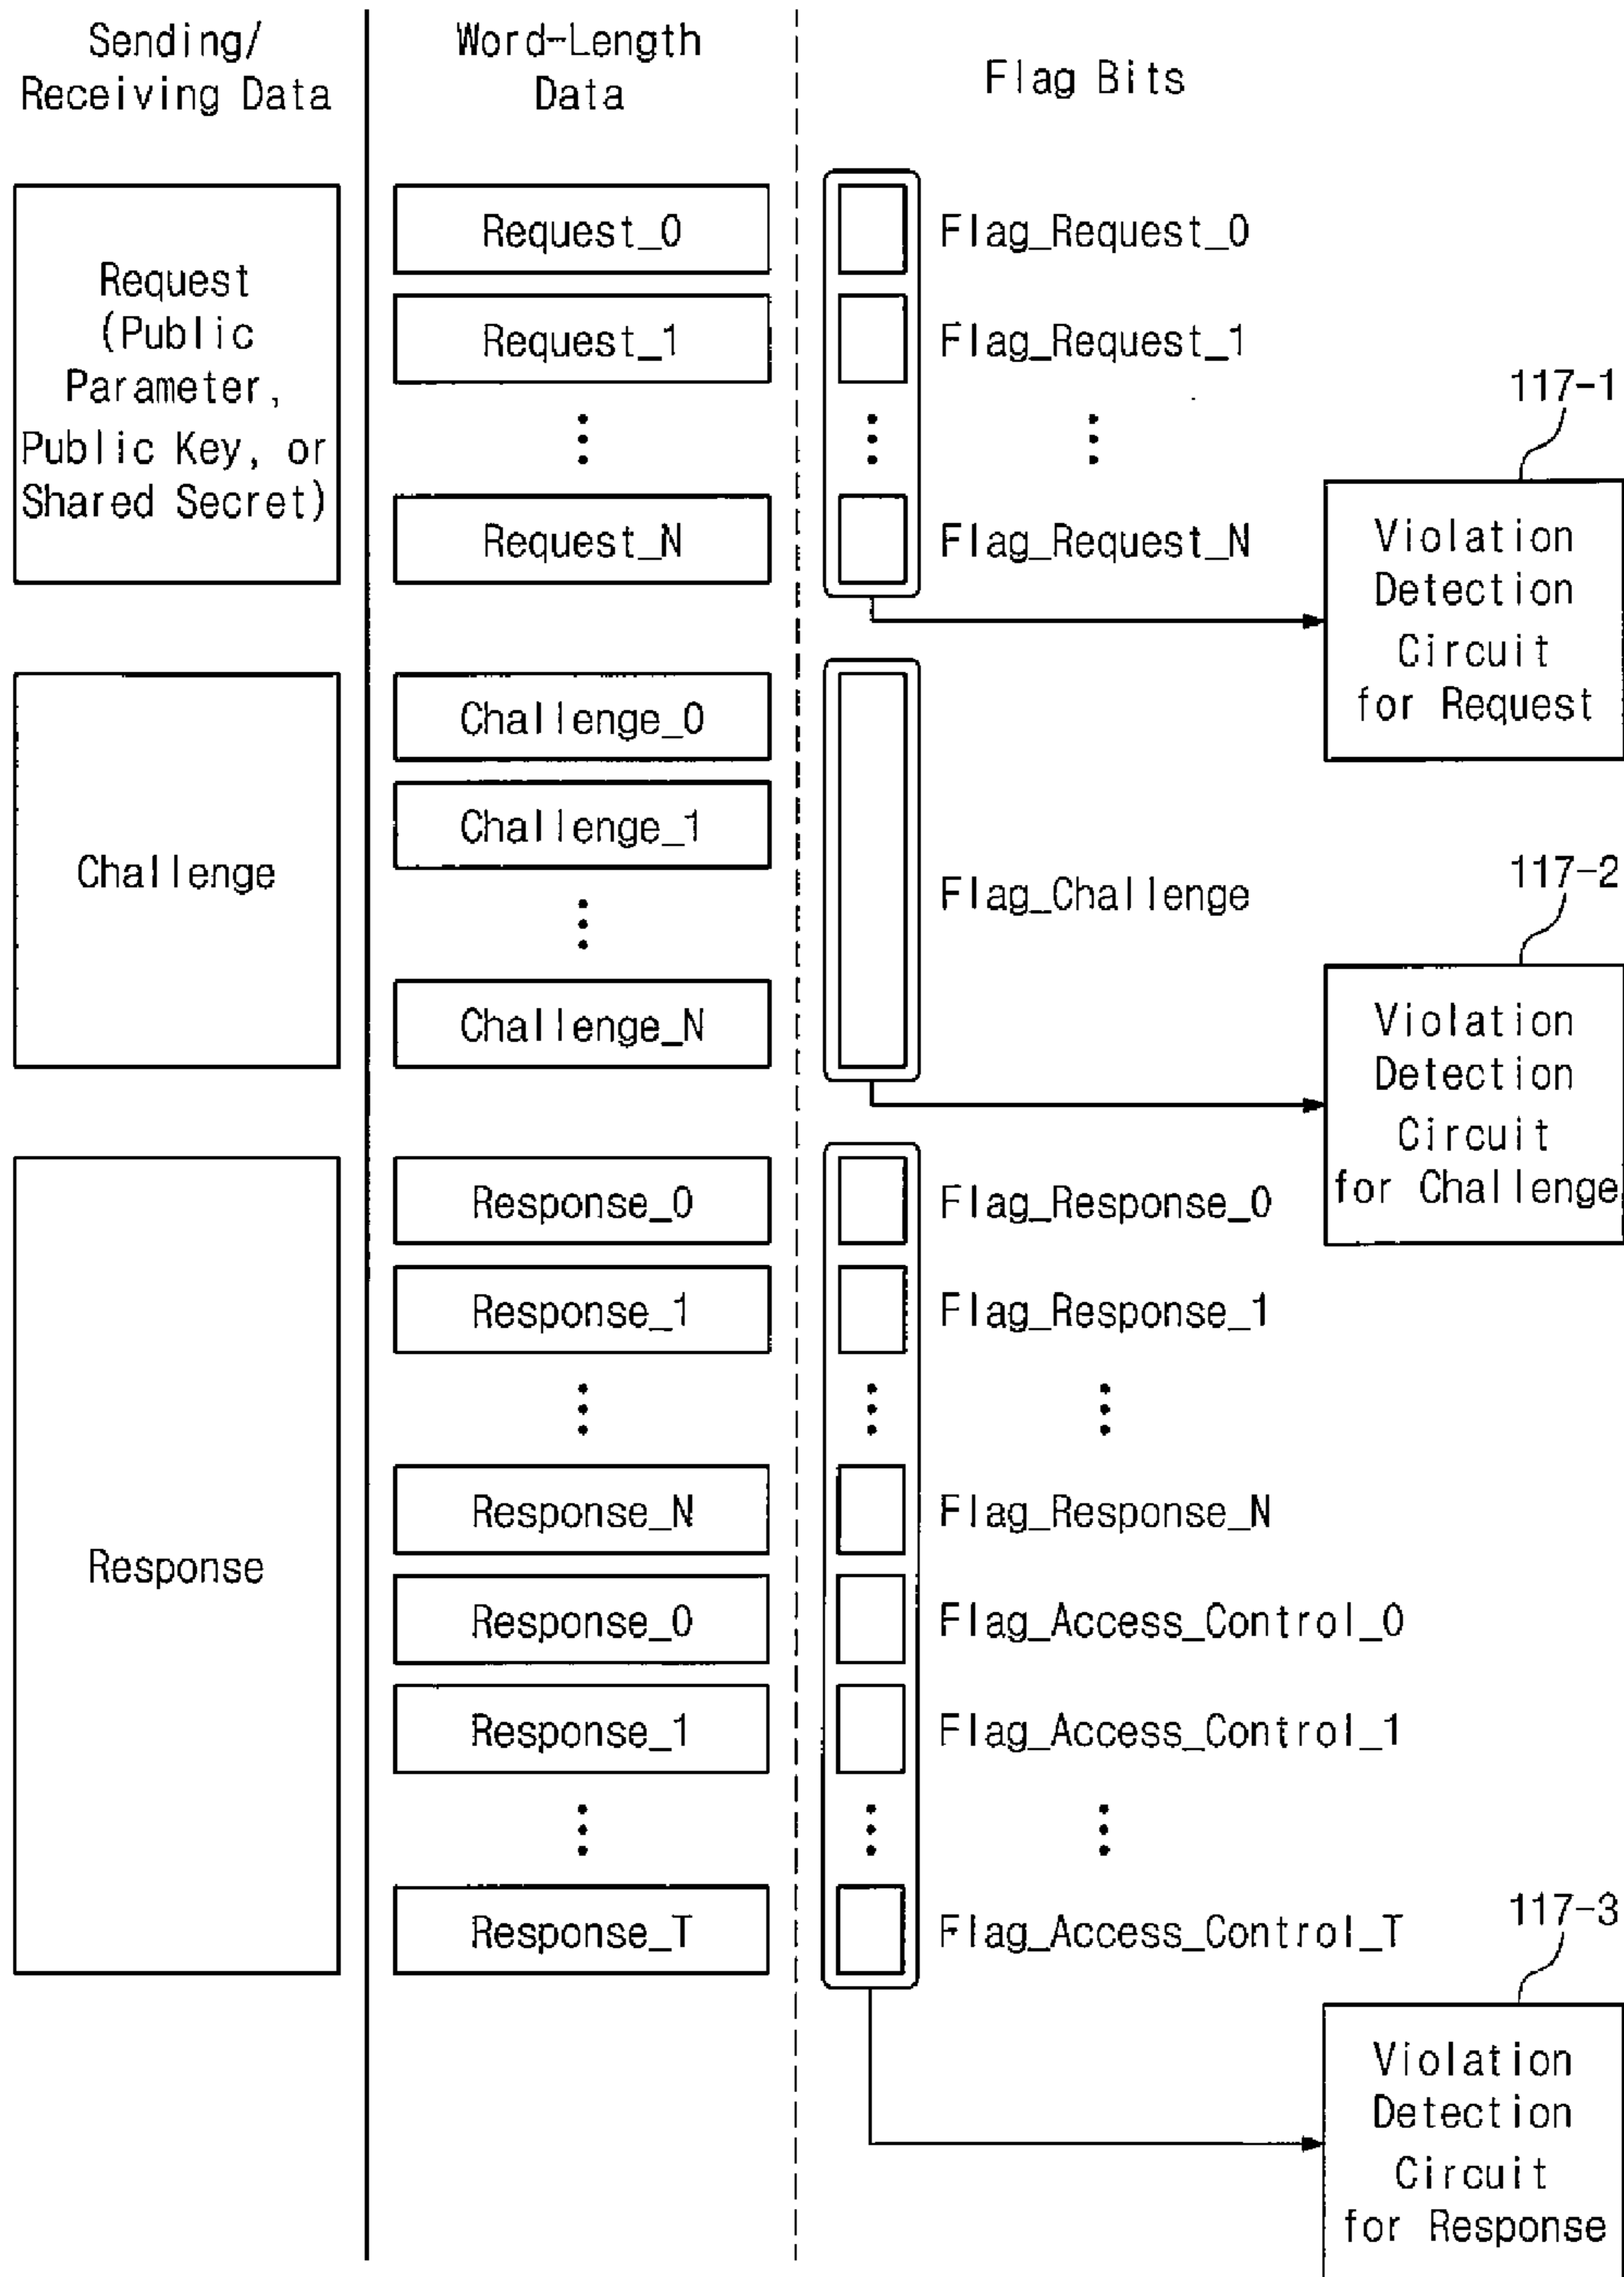 Sending/
Receiving Data
Word-Length
Data
Flag Bits
Request
(Public
Parameter,
Public Key, or
Shared Secret)
Request_0
Flag_Request_0
Request_1
Flag_Request_1
Request_N
Flag_Request_N
117-1
Violation
Detection
Circuit
for Request
Challenge
Challenge_0
Challenge_1
Challenge_N
Flag_Challenge
117-2
Violation
Detection
Circuit
for Challenge
Response
Response_0
Flag_Response_0
Response_1
Flag_Response_1
Response_N
Flag_Response_N
Response_0
Flag_Access_Control_0
Response_1
Flag_Access_Control_1
Response_T
Flag_Access_Control_T
117-3
Violation
Detection
Circuit
for Response